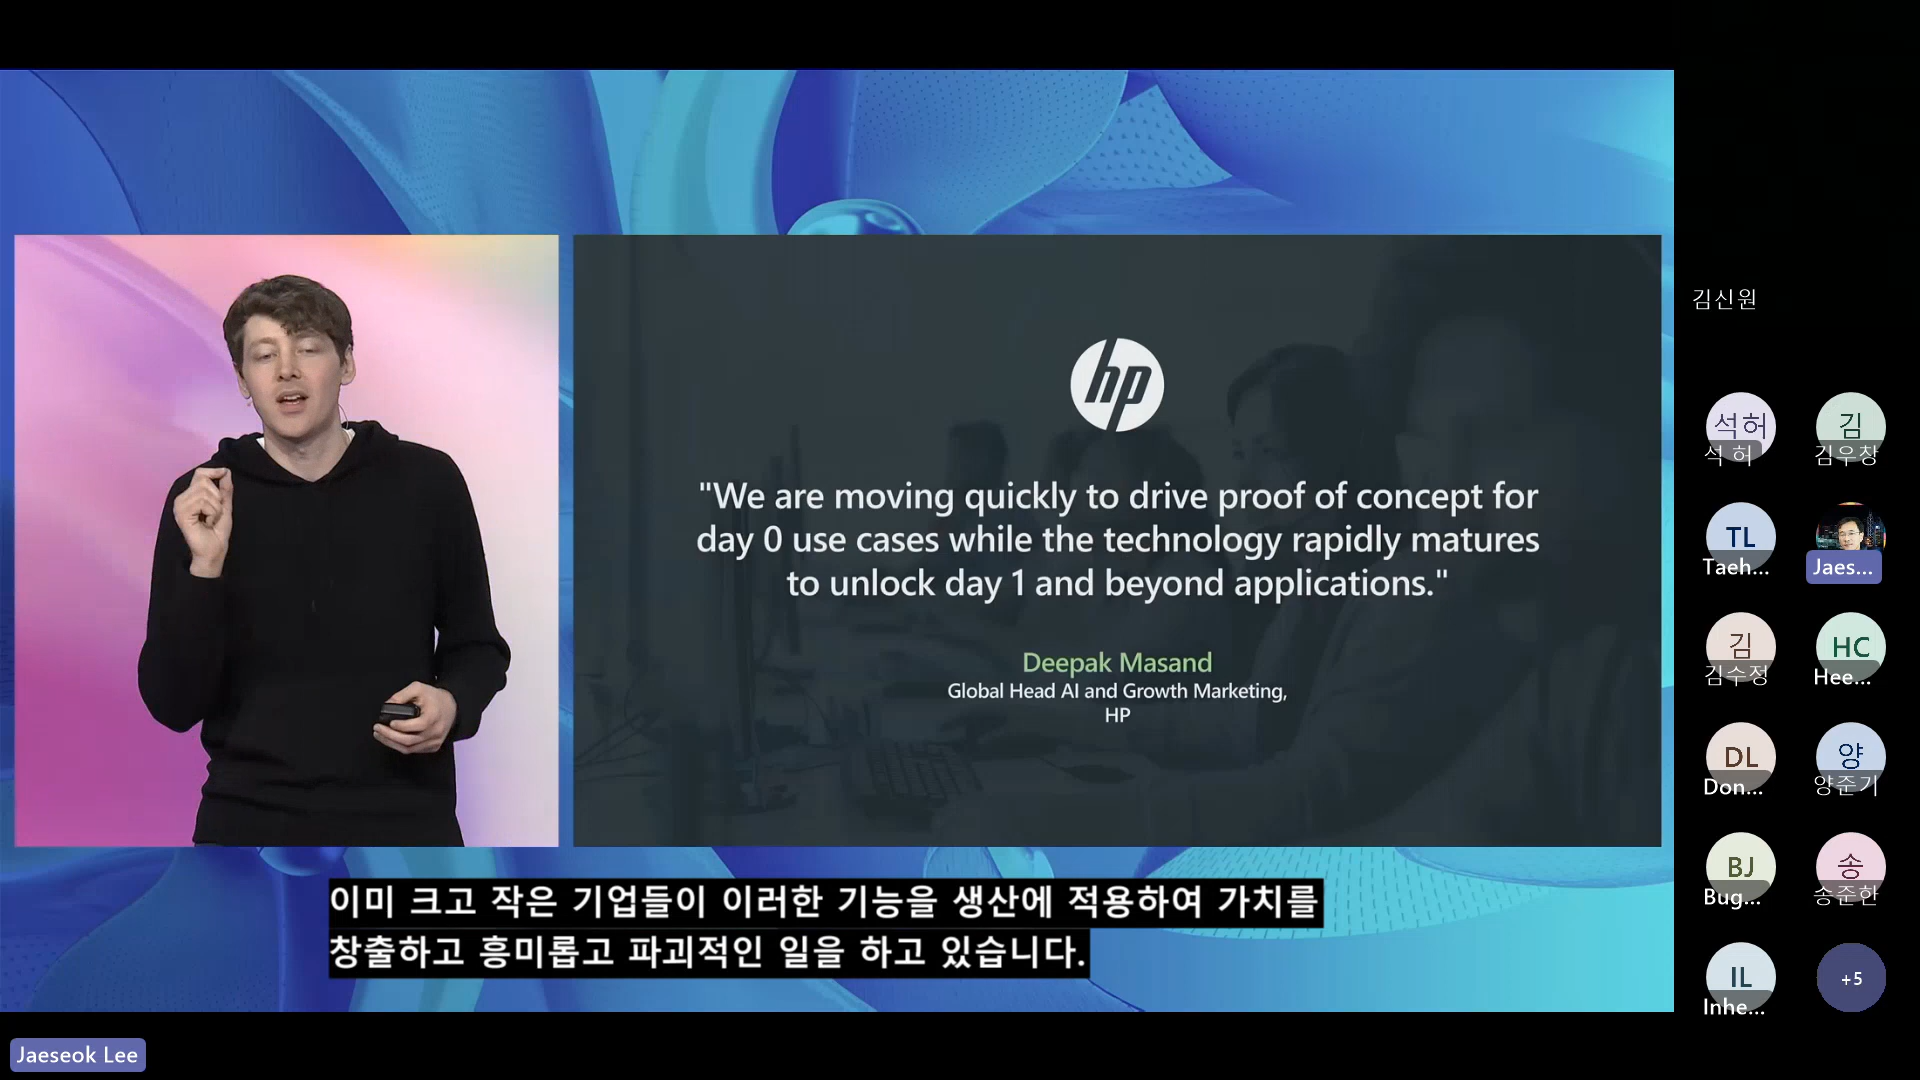 hp
"We are moving quickly to drive proof of concept for
day 0 use cases while the technology rapidly matures
to unlock day 1 and beyond applications."
Deepak Masand
Global Head AI and Growth Marketing,
HP
이미 크고 작은 기업들이 이러한 기능을 생산에 적용하여 가치를
창출하고 흥미롭고 파괴적인 일을 하고 있습니다.
Jaeseok Lee
김신원
석허
석 허
김
김우창
TL
Taeh...
Jaes...
김
김수정
HC
Hee...
DL
Don...
양
양준기
BJ
Bug...
송
송준한
IL
Inhe...
+5